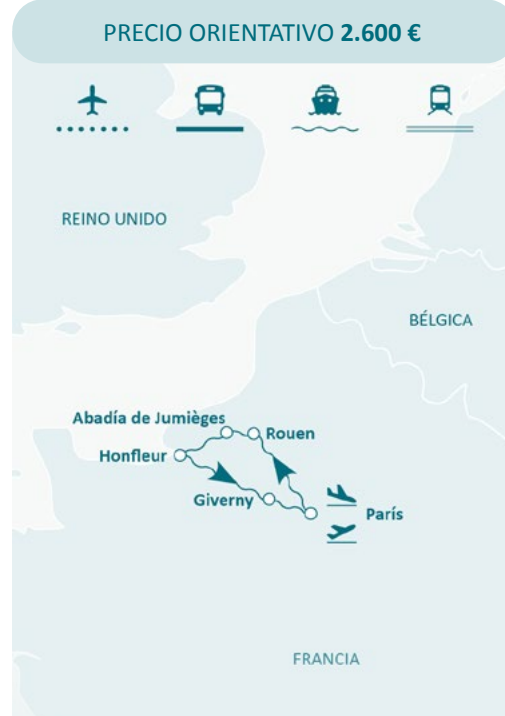 PRECIO ORIENTATIVO 2.600 €
REINO UNIDO
BÉLGICA
Abadía de Jumièges
Rouen
Honfleur
Giverny
París
FRANCIA